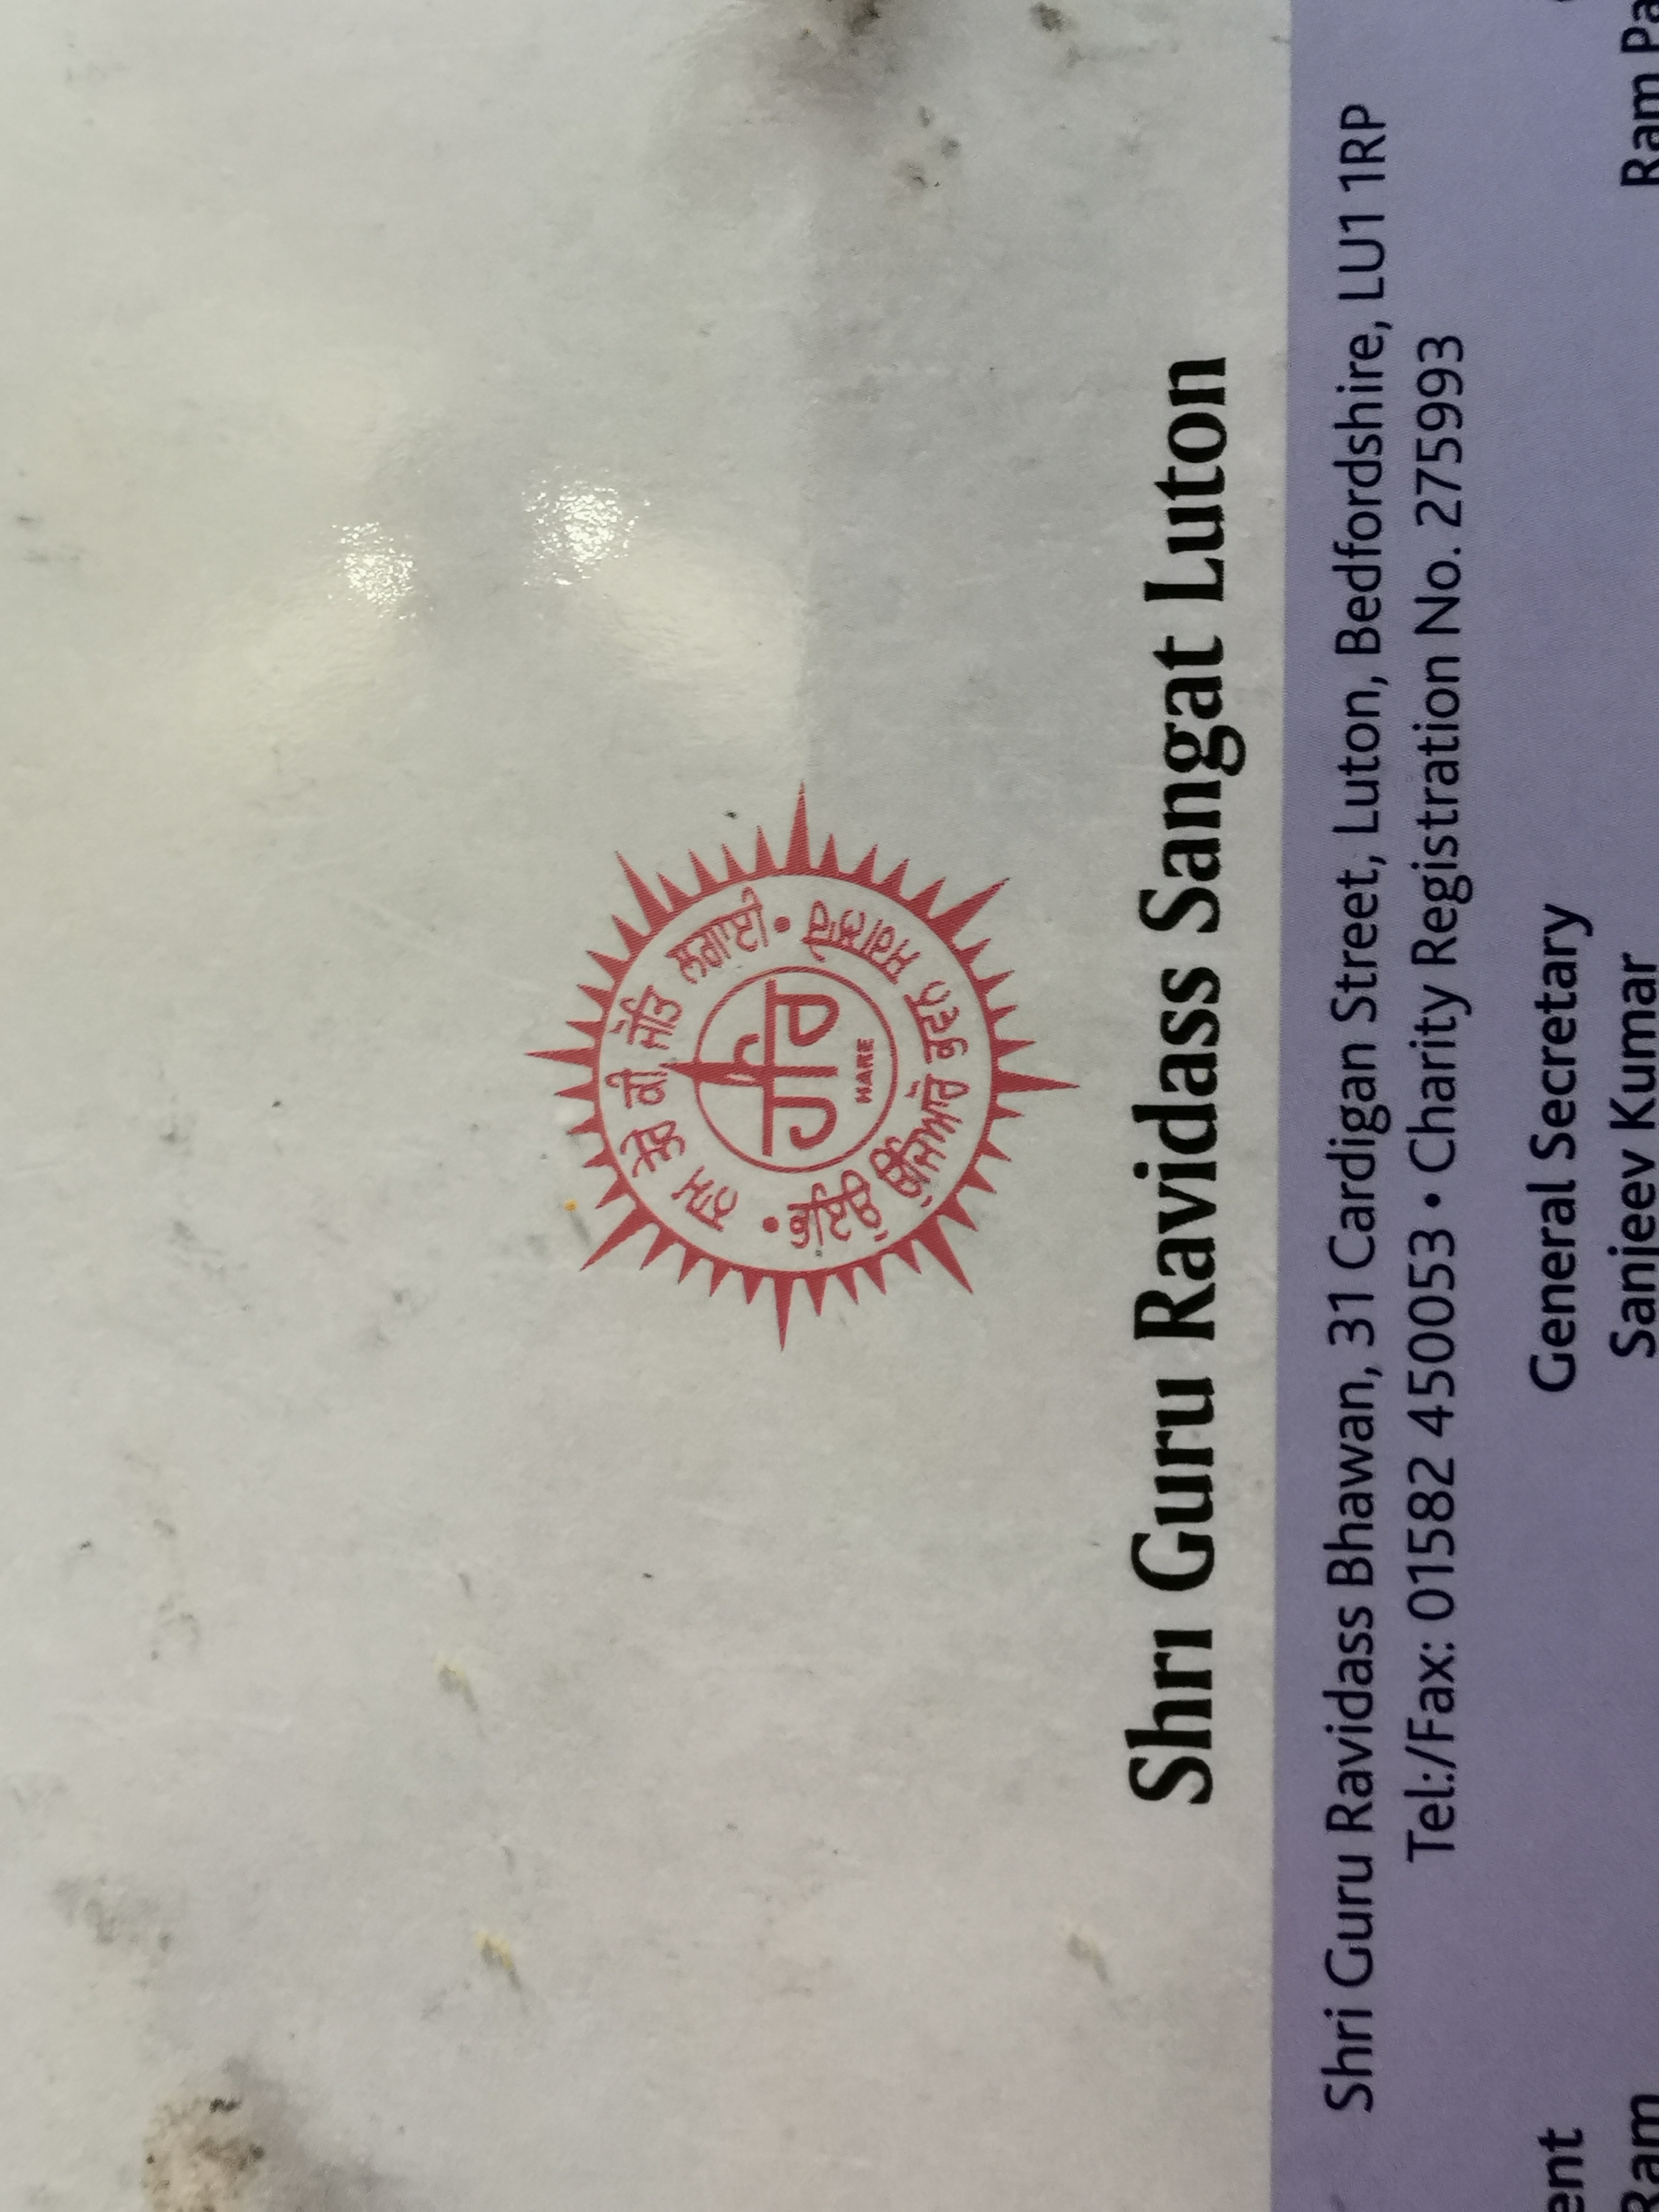 ਨਾਮ ਤੇਰੇ ਕੀ ਜੋਤਿ ਲਗਾਈ
ਭਇਓ ਉਜਿਆਰੋ ਭਵਨ ਸਗਲਾਰੇ
ਹਰਿ
HARE
Shri Guru Ravidass Sangat Luton
Shri Guru Ravidass Bhawan, 31 Cardigan Street, Luton, Bedfordshire, LU1 1RP
Tel:/Fax: 01582 450053 • Charity Registration No. 275993
ent General Secretary
Ram Sanjeev Kumar Ram Pa